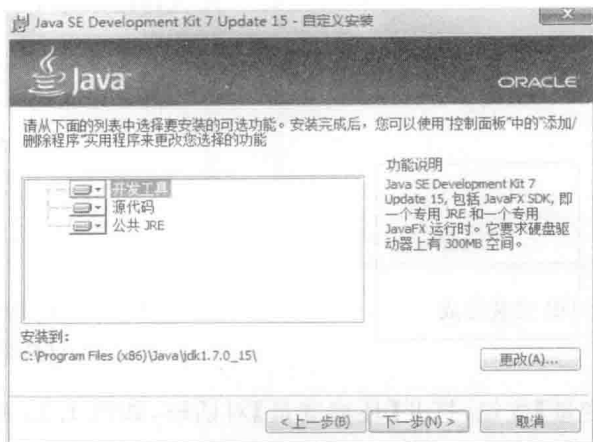 Java SE Development Kit 7 Update 15 - 自定义安装
Java
ORACLE
请从下面的列表中选择要安装的可选功能。安装完成后，您可以使用"控制面板"中的"添加/
删除程序"实用程序来更改您选择的功能
开发工具
源代码
公共 JRE
功能说明
Java SE Development Kit 7
Update 15, 包括 JavaFX SDK, 即
一个专用 JRE 和一个专用
JavaFX 运行时。它要求硬盘驱
动器上有 300MB 空间。
安装到:
C:\Program Files (x86)\Java\jdk1.7.0_15\
更改(A)...
<上一步(B)
下一步(N) >
取消